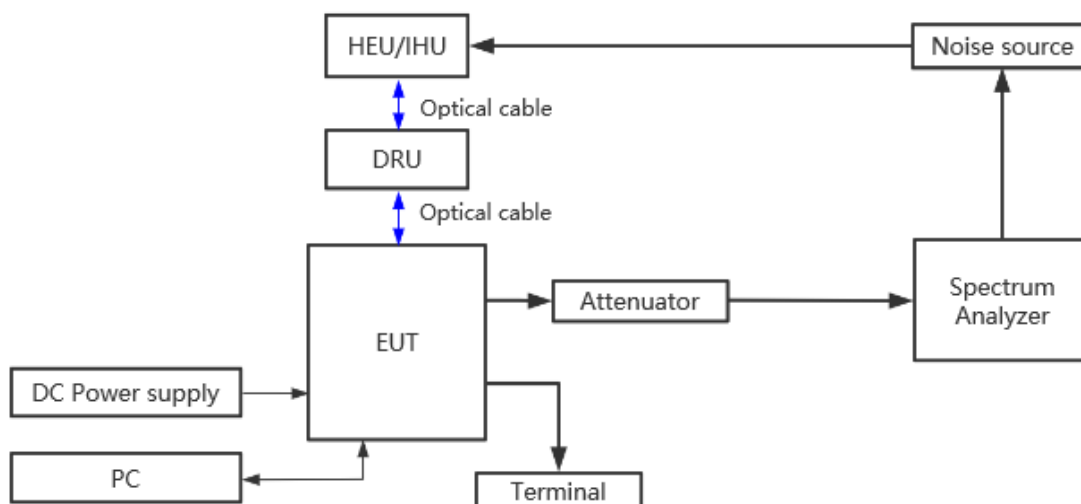 HEU/IHU
Noise source
Optical cable
DRU
Optical cable
EUT
Attenuator
Spectrum
Analyzer
DC Power supply
PC
Terminal